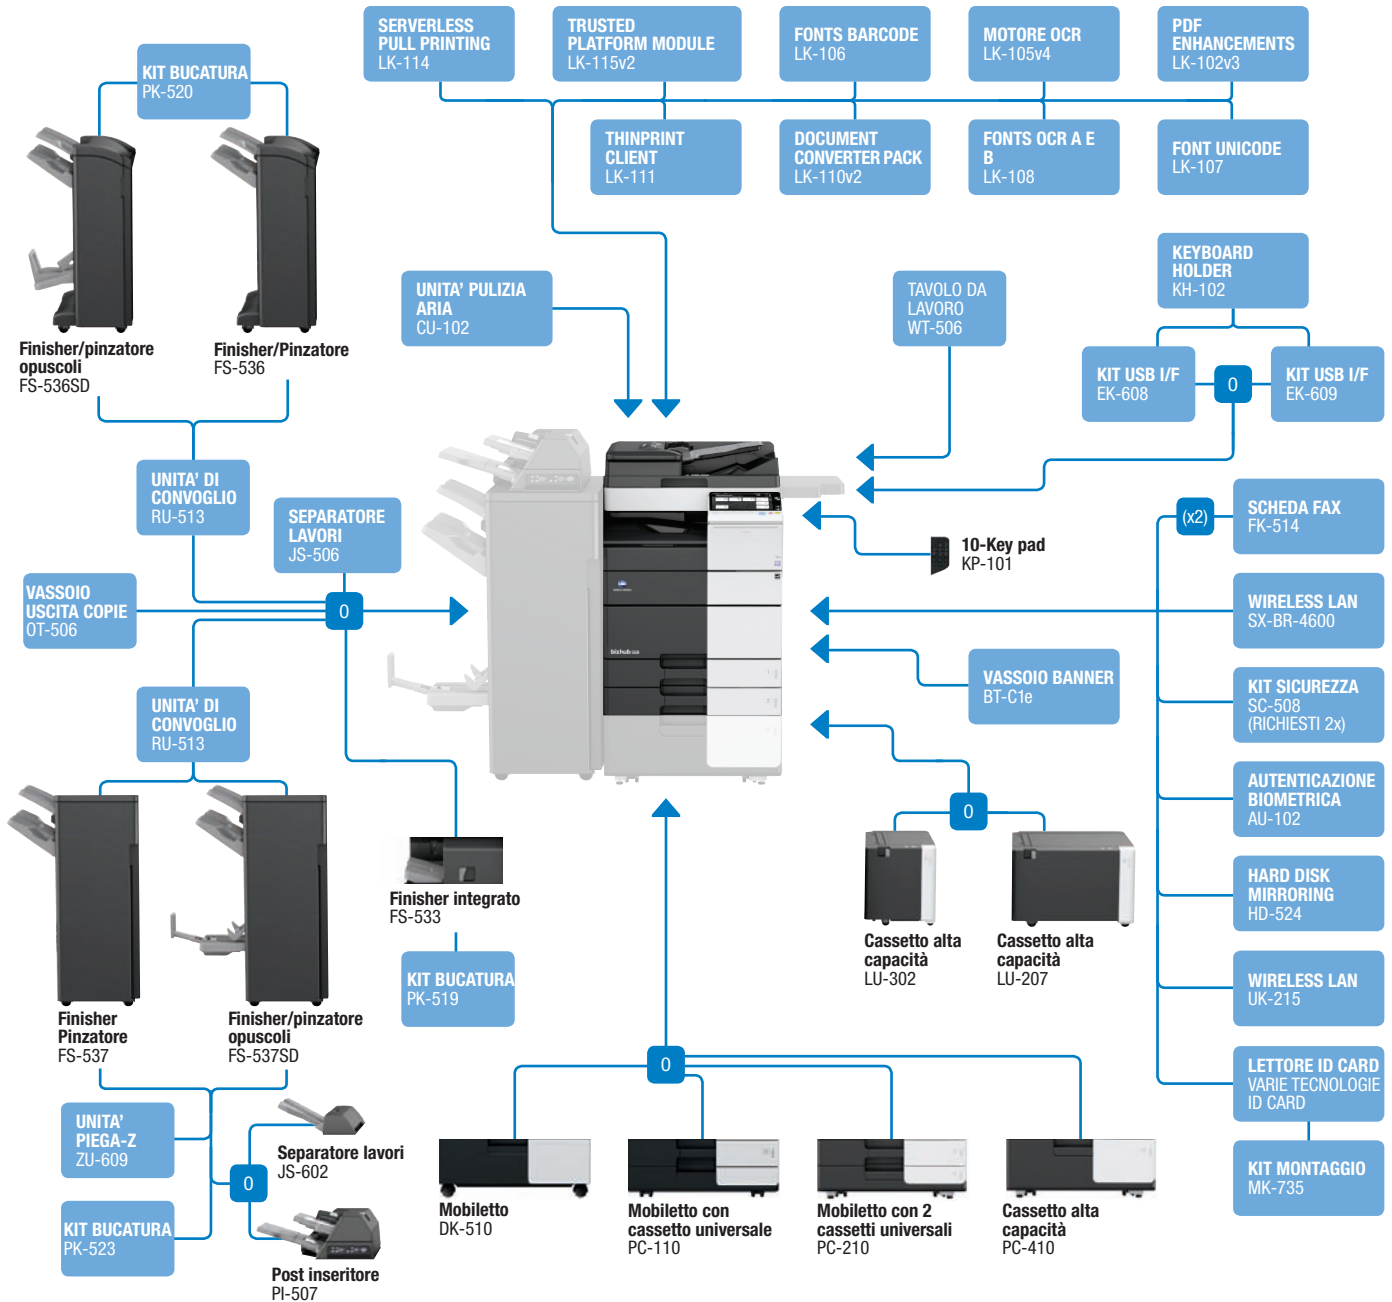 SERVERLESS
PULL PRINTING
LK-114
TRUSTED
PLATFORM MODULE
LK-115v2
FONTS BARCODE
LK-106
MOTORE OCR
LK-105v4
PDF
ENHANCEMENTS
LK-102v3
KIT BUCATURA
PK-520
THINPRINT
CLIENT
LK-111
DOCUMENT
CONVERTER PACK
LK-110v2
FONTS OCR A E
B
LK-108
FONT UNICODE
LK-107
KEYBOARD
HOLDER
KH-102
UNITA' PULIZIA
ARIA
CU-102
TAVOLO DA
LAVORO
WT-506
Finisher/pinzatore
opuscoli
FS-536SD
Finisher/Pinzatore
FS-536
KIT USB I/F
EK-608
0
KIT USB I/F
EK-609
UNITA' DI
CONVOGLIO
RU-513
SEPARATORE
LAVORI
JS-506
(x2)
SCHEDA FAX
FK-514
10-Key pad
KP-101
VASSOIO
USCITA COPIE
OT-506
0
WIRELESS LAN
SX-BR-4600
bizhub
VASSOIO BANNER
BT-C1e
KIT SICUREZZA
SC-508
(RICHIESTI 2x)
UNITA' DI
CONVOGLIO
RU-513
AUTENTICAZIONE
BIOMETRICA
AU-102
0
HARD DISK
MIRRORING
HD-524
Finisher integrato
FS-533
Cassetto alta
capacità
LU-302
Cassetto alta
capacità
LU-207
KIT BUCATURA
PK-519
WIRELESS LAN
UK-215
Finisher
Pinzatore
FS-537
Finisher/pinzatore
opuscoli
FS-537SD
0
LETTORE ID CARD
VARIE TECNOLOGIE
ID CARD
UNITA'
PIEGA-Z
ZU-609
Separatore lavori
JS-602
0
KIT MONTAGGIO
MK-735
KIT BUCATURA
PK-523
Mobiletto
DK-510
Mobiletto con
cassetto universale
PC-110
Mobiletto con 2
cassetti universali
PC-210
Cassetto alta
capacità
PC-410
Post inseritore
PI-507